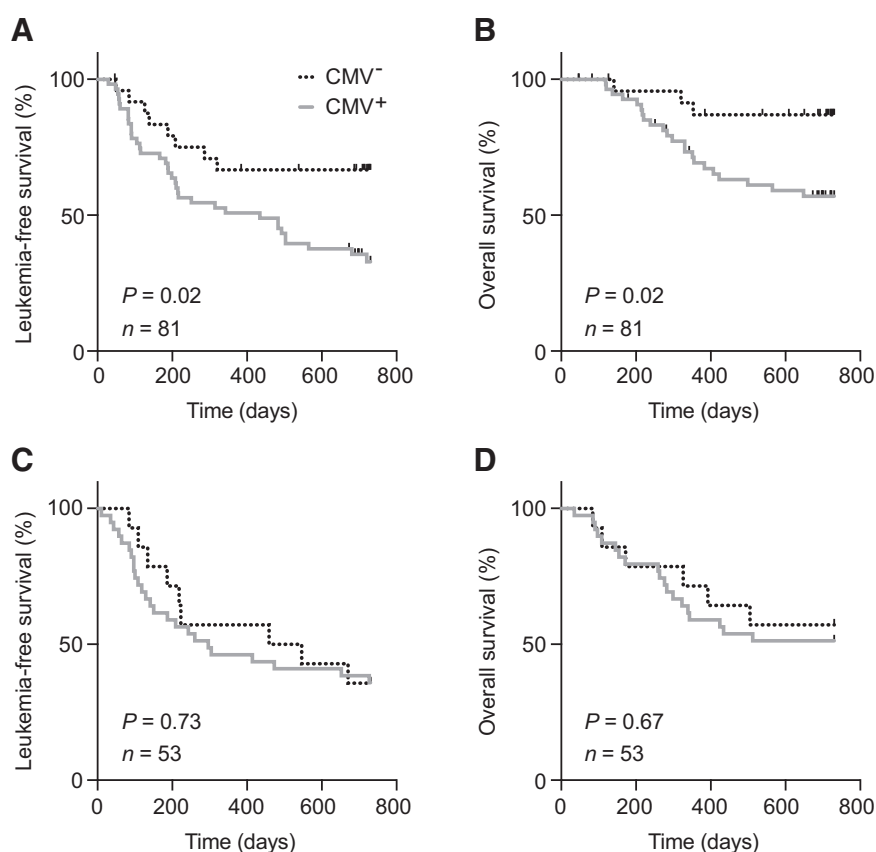 A
Leukemia-free survival (%)
100
50
0
0 200 400 600 800
Time (days)
CMV⁻
CMV⁺
P = 0.02
n = 81
B
Overall survival (%)
100
50
0
0 200 400 600 800
Time (days)
P = 0.02
n = 81
C
Leukemia-free survival (%)
100
50
0
0 200 400 600 800
Time (days)
P = 0.73
n = 53
D
Overall survival (%)
100
50
0
0 200 400 600 800
Time (days)
P = 0.67
n = 53